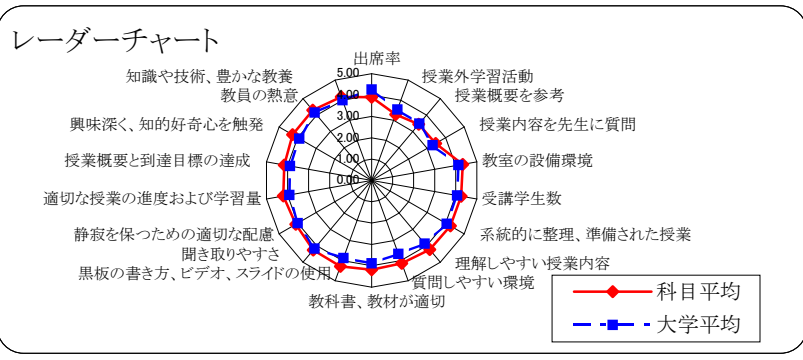 レーダーチャート
出席率
授業外学習活動
授業概要を参考
授業内容を先生に質問
教室の設備環境
受講学生数
系統的に整理、準備された授業
理解しやすい授業内容
質問しやすい環境
教科書、教材が適切
黒板の書き方、ビデオ、スライドの使用
聞き取りやすさ
静寂を保つための適切な配慮
適切な授業の進度および学習量
授業概要と到達目標の達成
興味深く、知的好奇心を触発
教員の熱意
知識や技術、豊かな教養
5.00
4.00
3.00
2.00
1.00
0.00
科目平均
大学平均